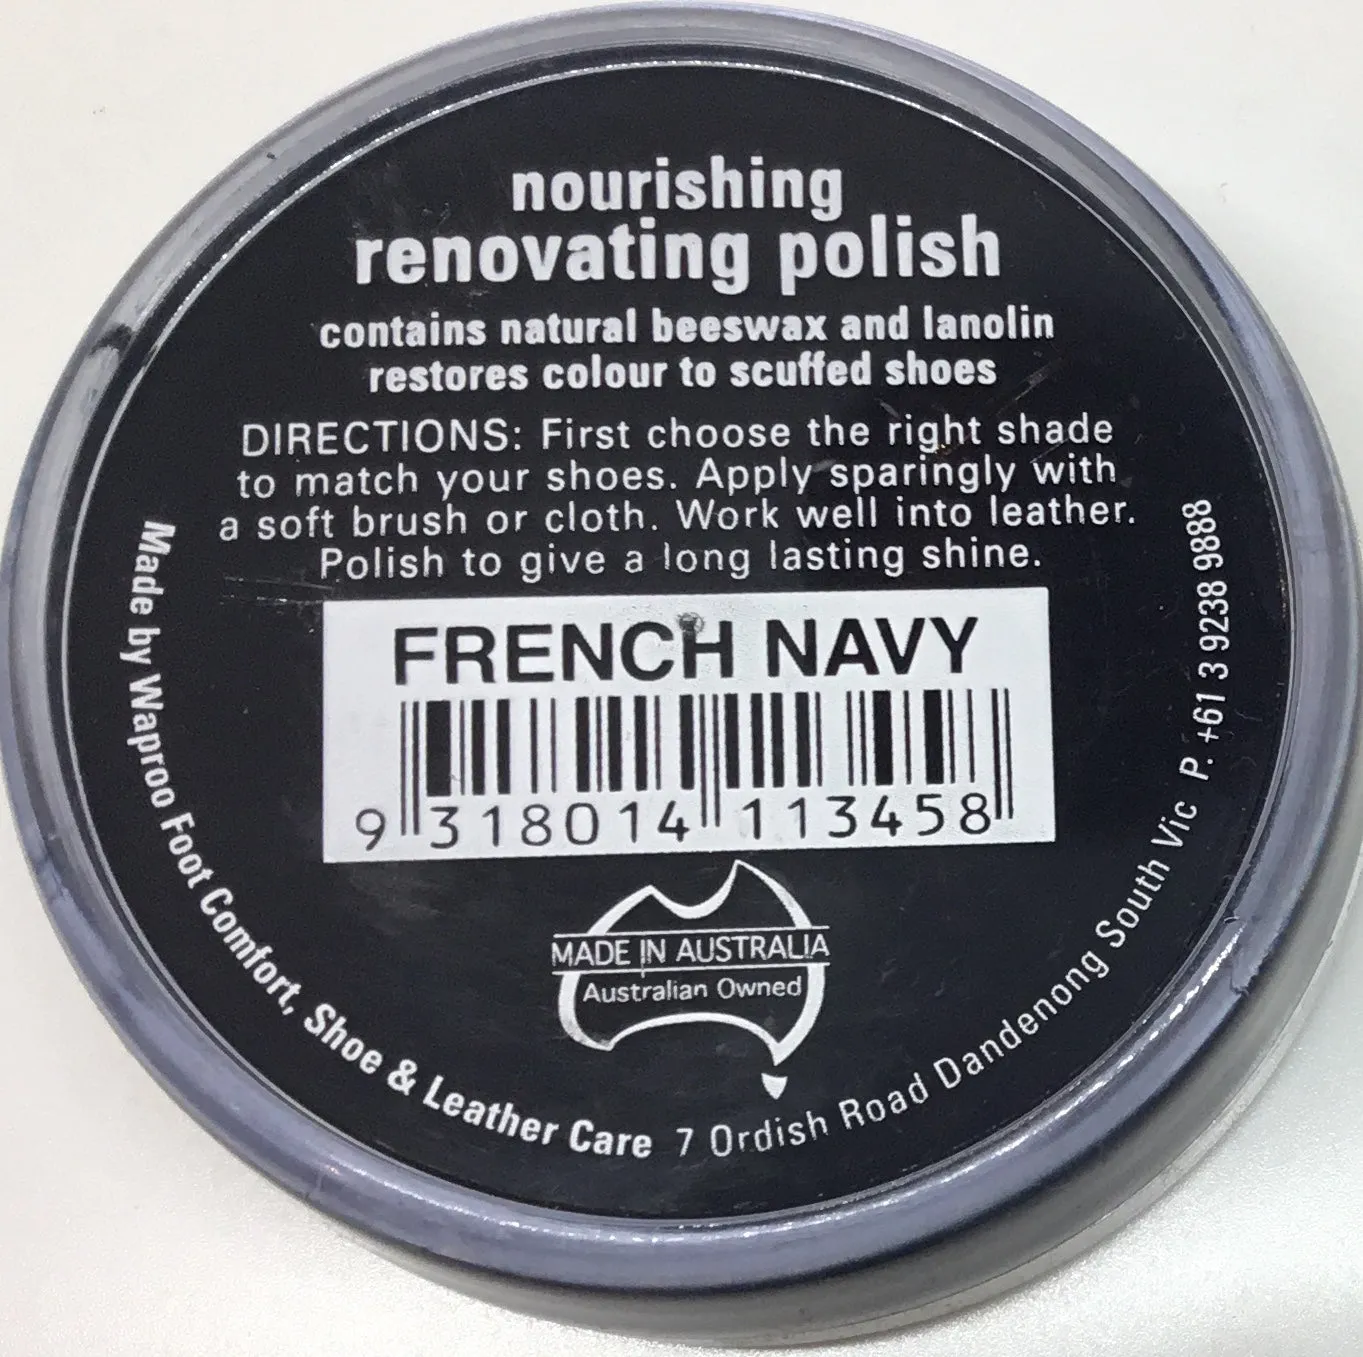 nourishing
renovating polish
contains natural beeswax and lanolin
restores colour to scuffed shoes
DIRECTIONS: First choose the right shade
to match your shoes. Apply sparingly with
a soft brush or cloth. Work well into leather.
Polish to give a long lasting shine.
FRENCH NAVY
9 318014 113458
MADE IN AUSTRALIA
Australian Owned
Made by Waproo Foot Comfort, Shoe & Leather Care 7 Ordish Road Dandenong South Vic P. +61 3 9238 9888